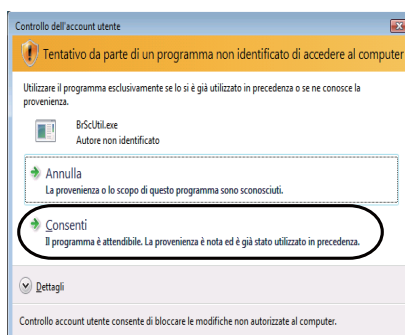 Controllo dell'account utente
Tentativo da parte di un programma non identificato di accedere al computer
Utilizzare il programma esclusivamente se lo si è già utilizzato in precedenza o se ne conosce la
provenienza.
BrScUtil.exe
Autore non identificato
Annulla
La provenienza o lo scopo di questo programma sono sconosciuti.
Consenti
Il programma è attendibile. La provenienza è nota ed è già stato utilizzato in precedenza.
Dettagli
Controllo account utente consente di bloccare le modifiche non autorizzate al computer.